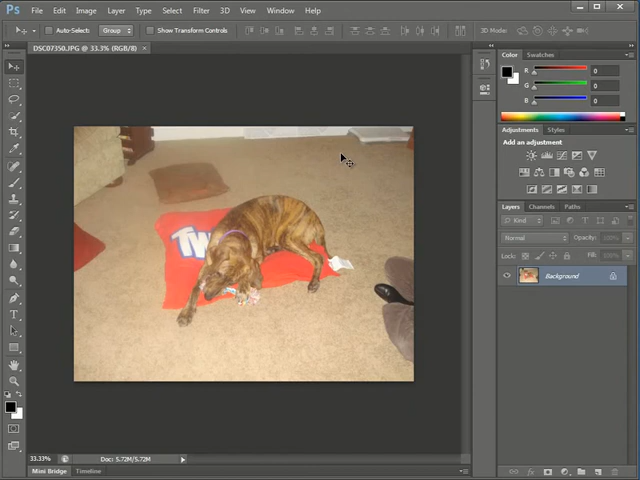 Ps File Edit Image Layer Type Select Filter 3D View Window Help
Auto-Select: Group Show Transform Controls 3D Mode:
DSC07350.JPG @ 33.3% (RGB/8) ×
Color Swatches
R 0
G 0
B 0
Adjustments Styles
Add an adjustment
Layers Channels Paths
Kind
Normal Opacity:
Lock: Fill:
Background
TW
33.33% Doc: 5.72M/5.72M
Mini Bridge Timeline